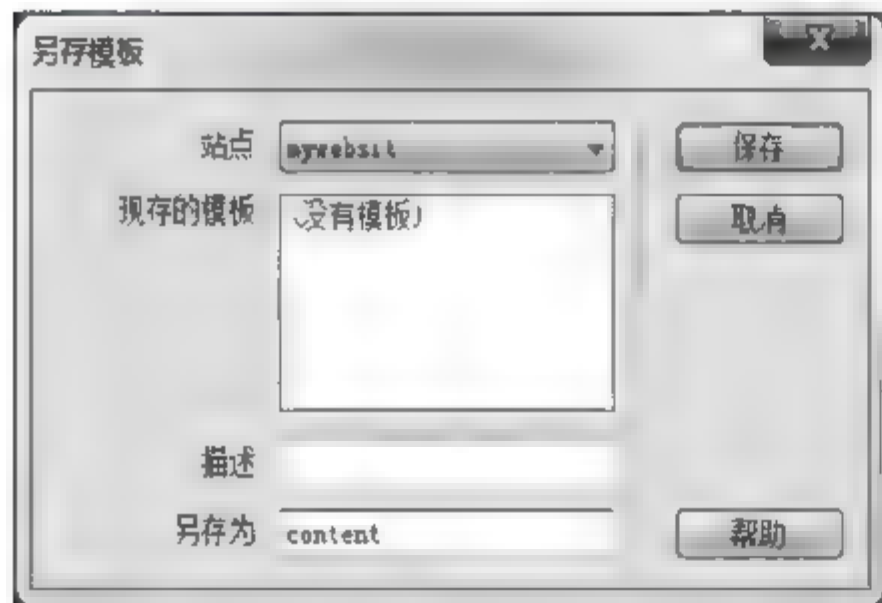 另存模板
站点 mywebsit 保存
现存的模板 (没有模板) 取消
描述
另存为 content 帮助